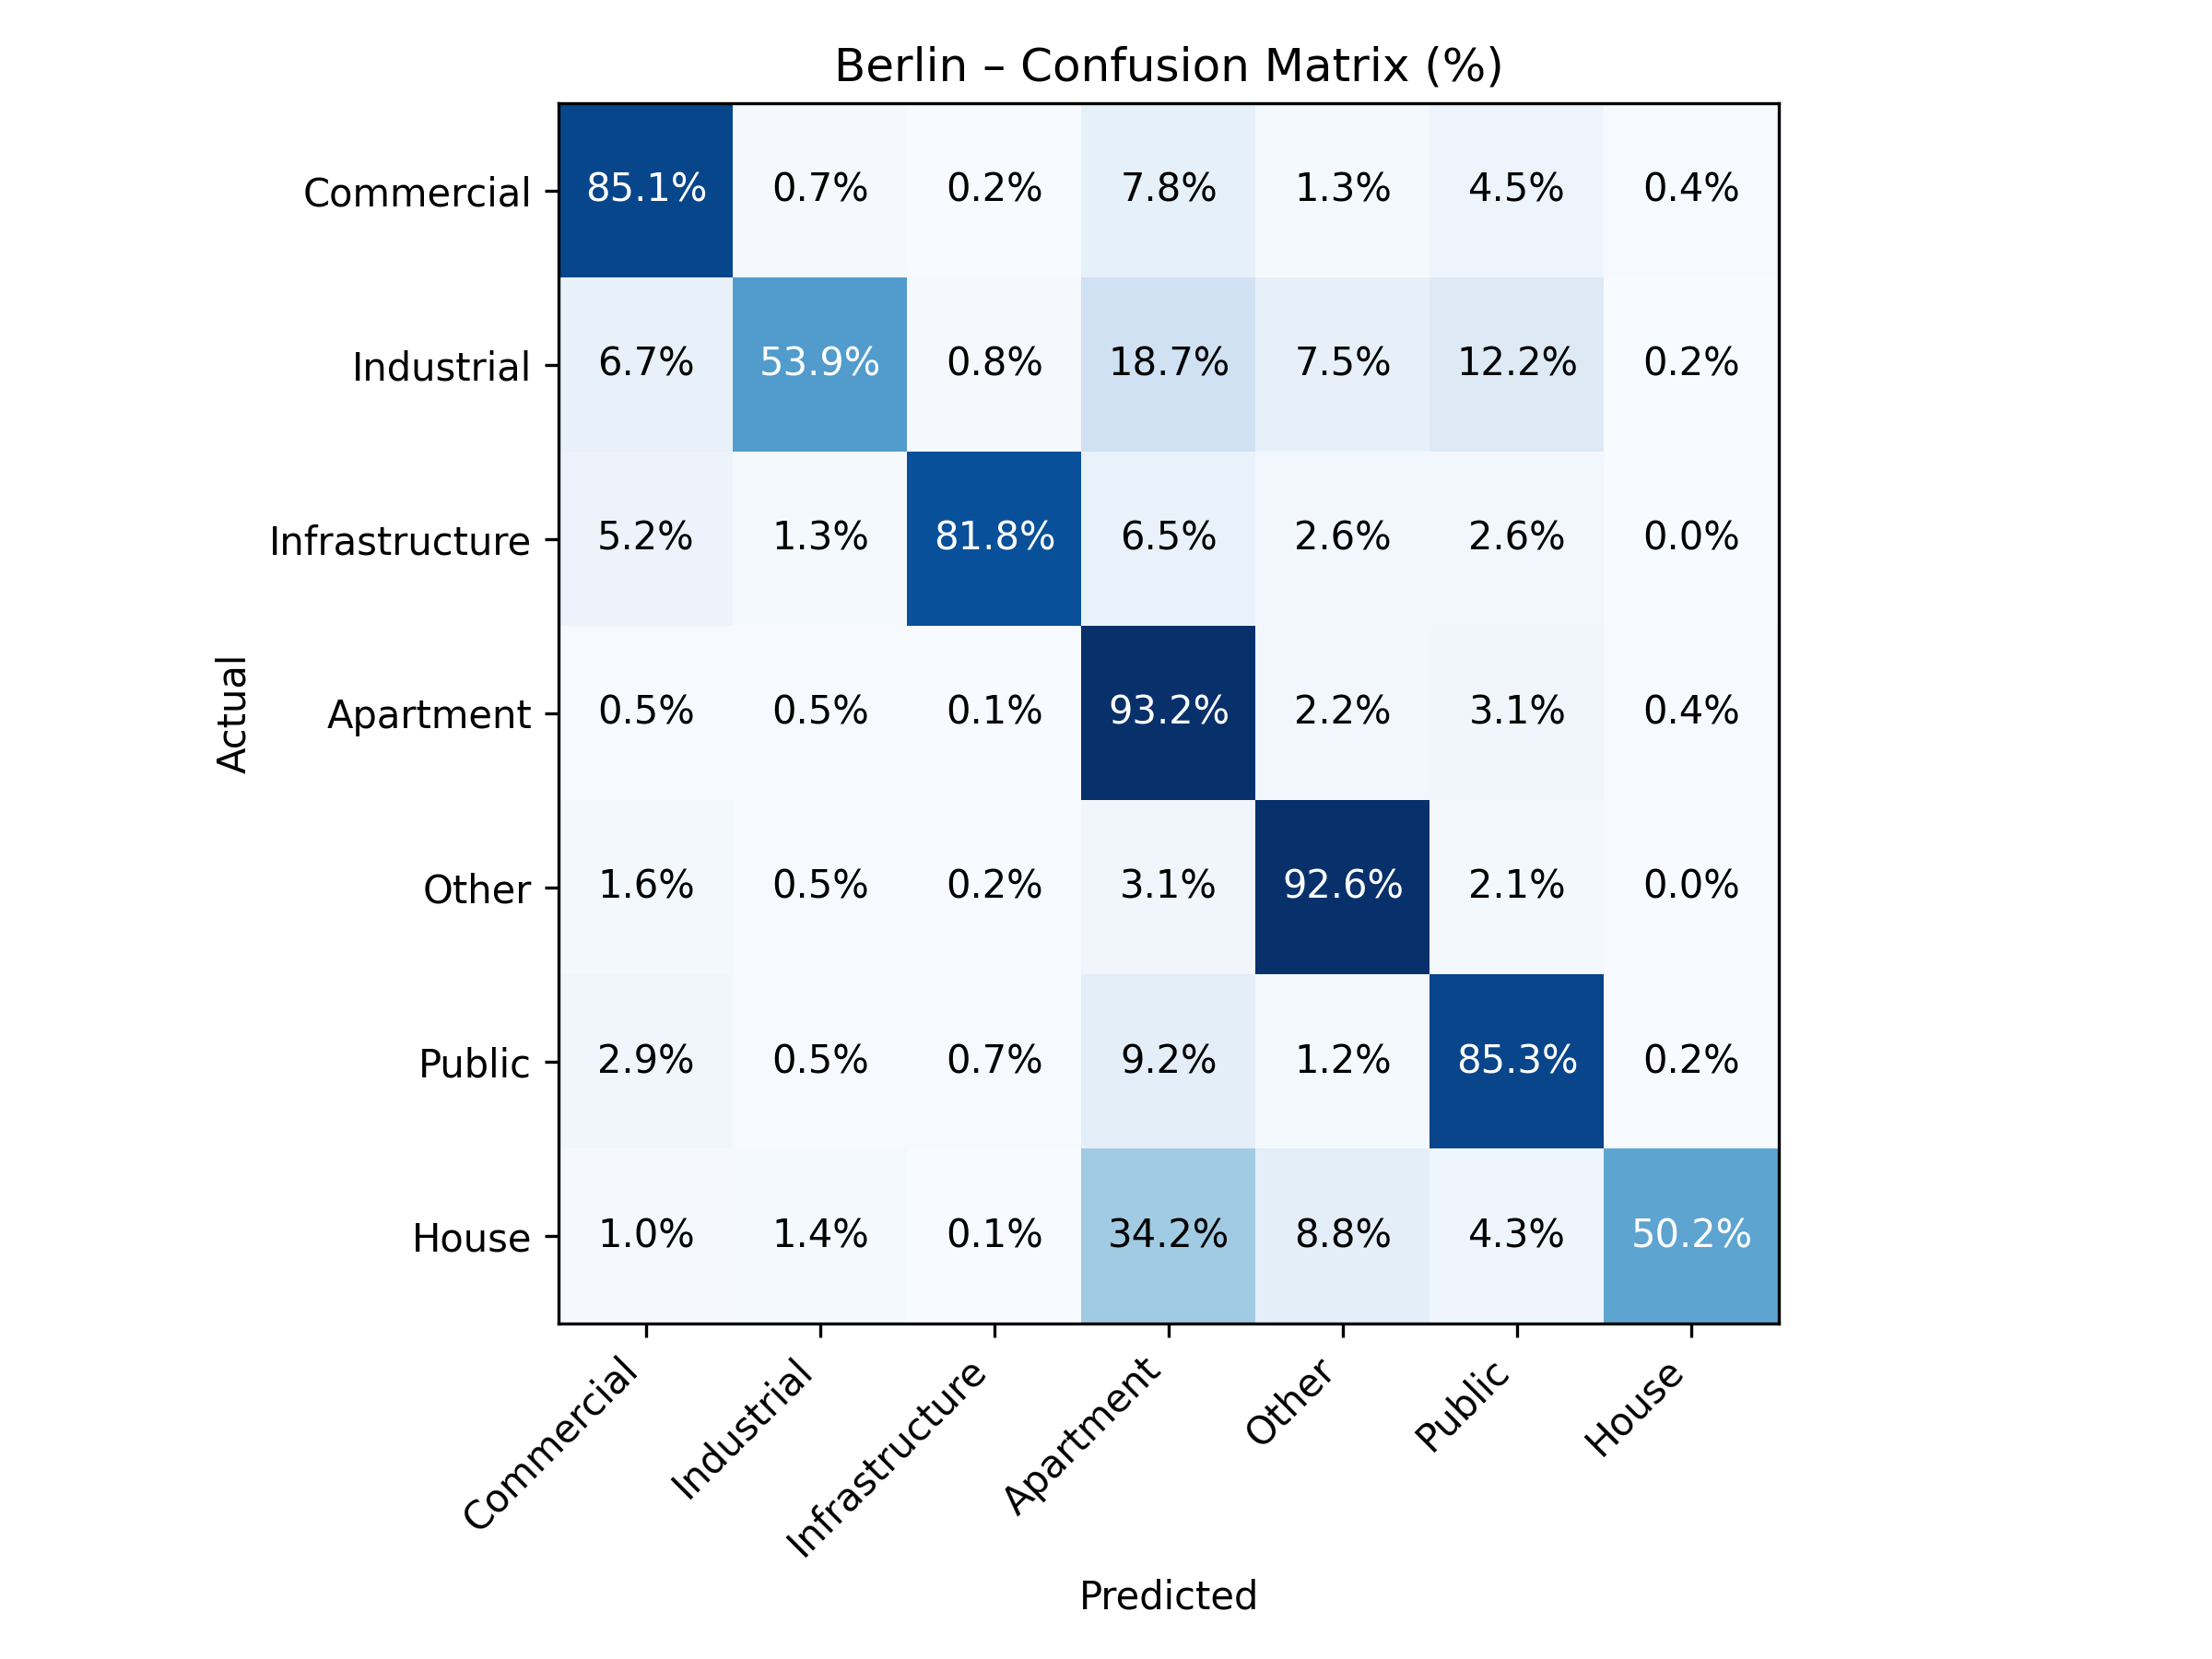 Berlin – Confusion Matrix (%)
Commercial 85.1% 0.7% 0.2% 7.8% 1.3% 4.5% 0.4%
Industrial 6.7% 53.9% 0.8% 18.7% 7.5% 12.2% 0.2%
Infrastructure 5.2% 1.3% 81.8% 6.5% 2.6% 2.6% 0.0%
Apartment 0.5% 0.5% 0.1% 93.2% 2.2% 3.1% 0.4%
Other 1.6% 0.5% 0.2% 3.1% 92.6% 2.1% 0.0%
Public 2.9% 0.5% 0.7% 9.2% 1.2% 85.3% 0.2%
House 1.0% 1.4% 0.1% 34.2% 8.8% 4.3% 50.2%
Actual
Commercial Industrial Infrastructure Apartment Other Public House
Predicted